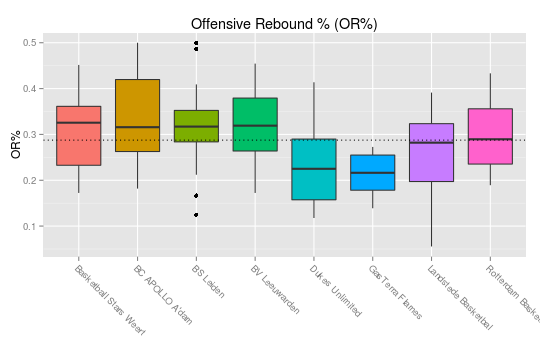 Offensive Rebound % (OR%)
OR%
0.5
0.4
0.3
0.2
0.1
Basketball Stars Weert
BC APOLLO A'dam
BS Leiden
BV Leeuwarden
Dukes Unlimited
GasTerra Flames
Landstede Basketbal
Rotterdam Baske